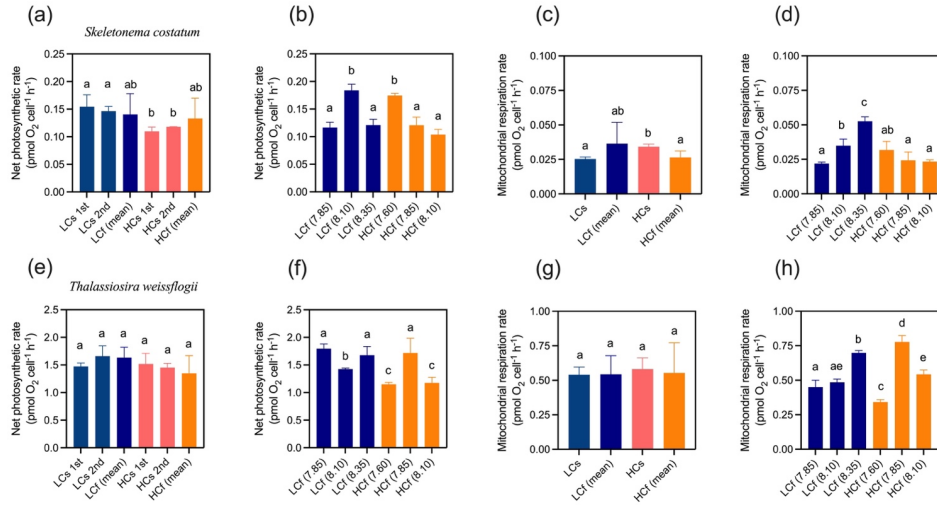 (a)
Skeletonema costatum
Net photosynthetic rate
(pmol O2 cell-1 h-1)
0.25
0.20
0.15
0.10
0.05
0.00
a a ab b b ab
LCs 1st
LCs 2nd
LCf (mean)
HCs 1st
HCs 2nd
HCf (mean)
(b)
Net photosynthetic rate
(pmol O2 cell-1 h-1)
0.25
0.20
0.15
0.10
0.05
0.00
a b a b a a
LCf (7.85)
LCf (8.10)
LCf (8.35)
HCf (7.60)
HCf (7.85)
HCf (8.10)
(c)
Mitochondrial respiration rate
(pmol O2 cell-1 h-1)
0.100
0.075
0.050
0.025
0.000
a ab b a
LCs
LCf (mean)
HCs
HCf (mean)
(d)
Mitochondrial respiration rate
(pmol O2 cell-1 h-1)
0.100
0.075
0.050
0.025
0.000
a b c ab a a
LCf (7.85)
LCf (8.10)
LCf (8.35)
HCf (7.60)
HCf (7.85)
HCf (8.10)
(e)
Thalassiosira weissflogii
Net photosynthetic rate
(pmol O2 cell-1 h-1)
2.5
2.0
1.5
1.0
0.5
0.0
a a a a a a
LCs 1st
LCs 2nd
LCf (mean)
HCs 1st
HCs 2nd
HCf (mean)
(f)
Net photosynthetic rate
(pmol O2 cell-1 h-1)
2.5
2.0
1.5
1.0
0.5
0.0
a b a c a c
LCf (7.85)
LCf (8.10)
LCf (8.35)
HCf (7.60)
HCf (7.85)
HCf (8.10)
(g)
Mitochondrial respiration rate
(pmol O2 cell-1 h-1)
1.00
0.75
0.50
0.25
0.00
a a a a
LCs
LCf (mean)
HCs
HCf (mean)
(h)
Mitochondrial respiration rate
(pmol O2 cell-1 h-1)
1.00
0.75
0.50
0.25
0.00
a ae b c d e
LCf (7.85)
LCf (8.10)
LCf (8.35)
HCf (7.60)
HCf (7.85)
HCf (8.10)